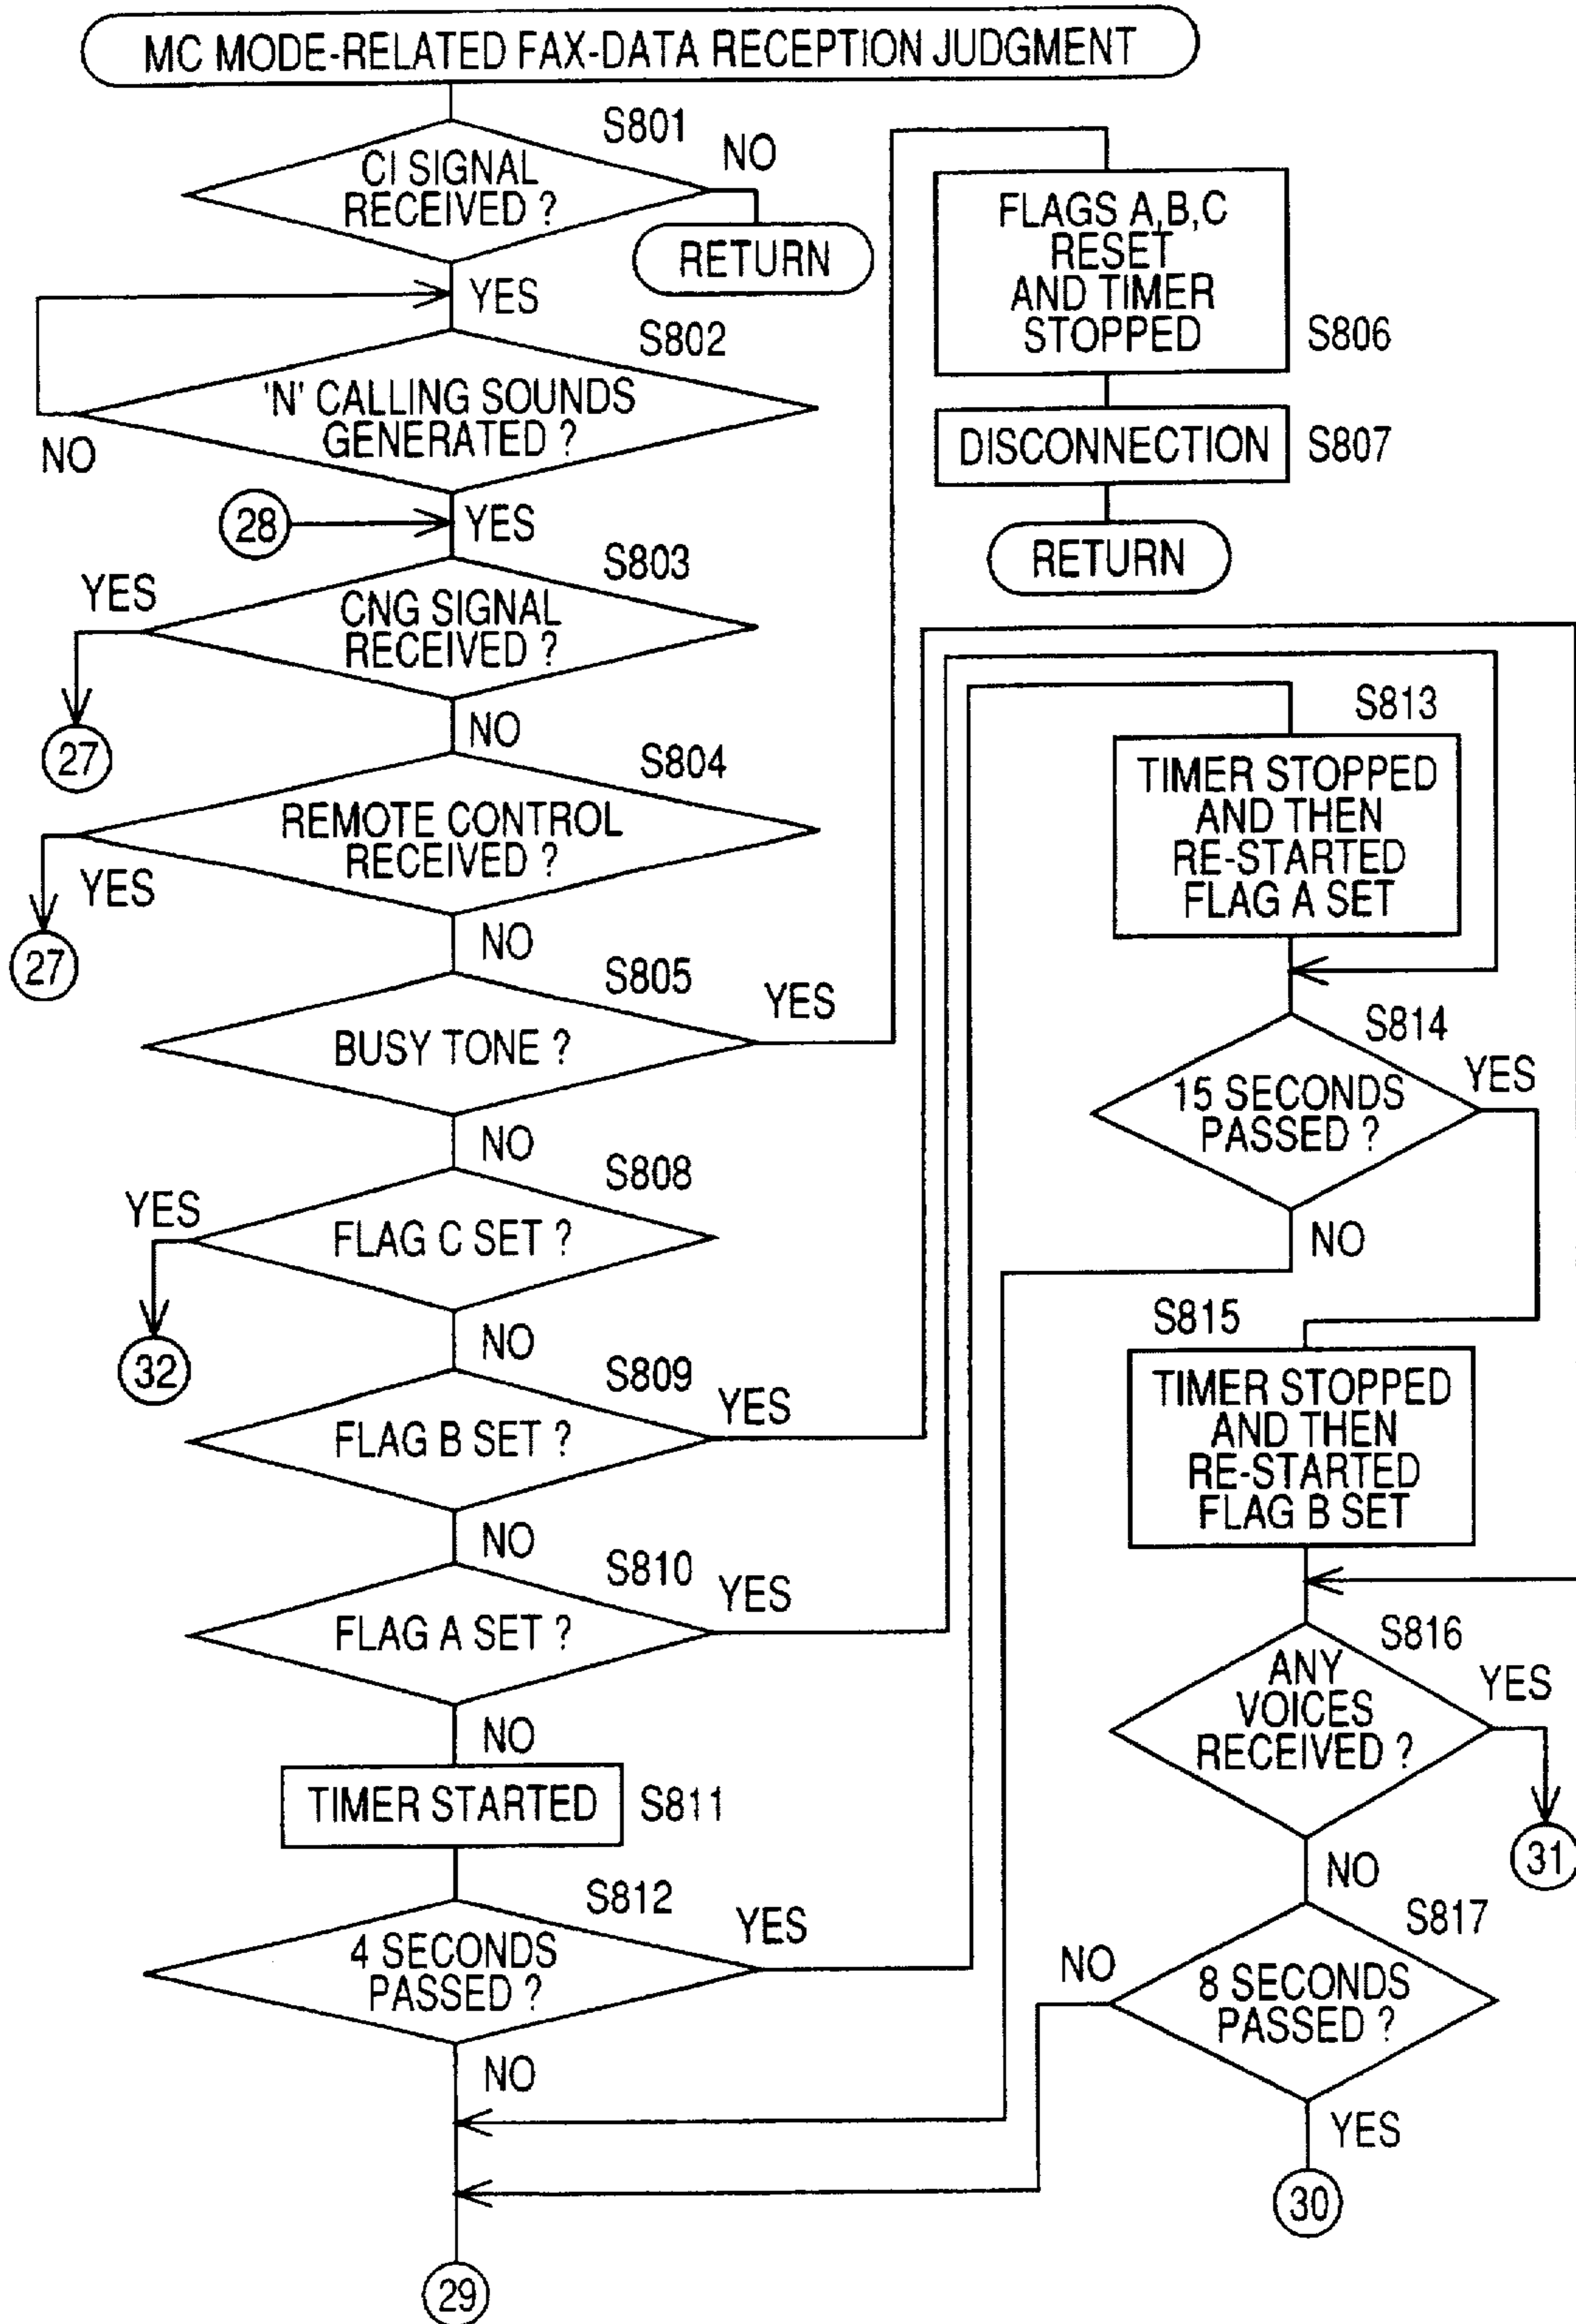 MC MODE-RELATED FAX-DATA RECEPTION JUDGMENT
S801
CI SIGNAL
RECEIVED ?
NO
RETURN
YES
S802
'N' CALLING SOUNDS
GENERATED ?
NO
28
YES
S803
YES
CNG SIGNAL
RECEIVED ?
27
NO
S804
REMOTE CONTROL
RECEIVED ?
YES
27
NO
S805
YES
BUSY TONE ?
NO
S808
YES
FLAG C SET ?
32
NO
S809
YES
FLAG B SET ?
NO
S810
YES
FLAG A SET ?
NO
TIMER STARTED
S811
S812
YES
4 SECONDS
PASSED ?
NO
29
FLAGS A,B,C
RESET
AND TIMER
STOPPED
S806
DISCONNECTION
S807
RETURN
S813
TIMER STOPPED
AND THEN
RE-STARTED
FLAG A SET
S814
YES
15 SECONDS
PASSED ?
NO
S815
TIMER STOPPED
AND THEN
RE-STARTED
FLAG B SET
S816
ANY
VOICES
RECEIVED ?
YES
31
NO
S817
NO
8 SECONDS
PASSED ?
YES
30